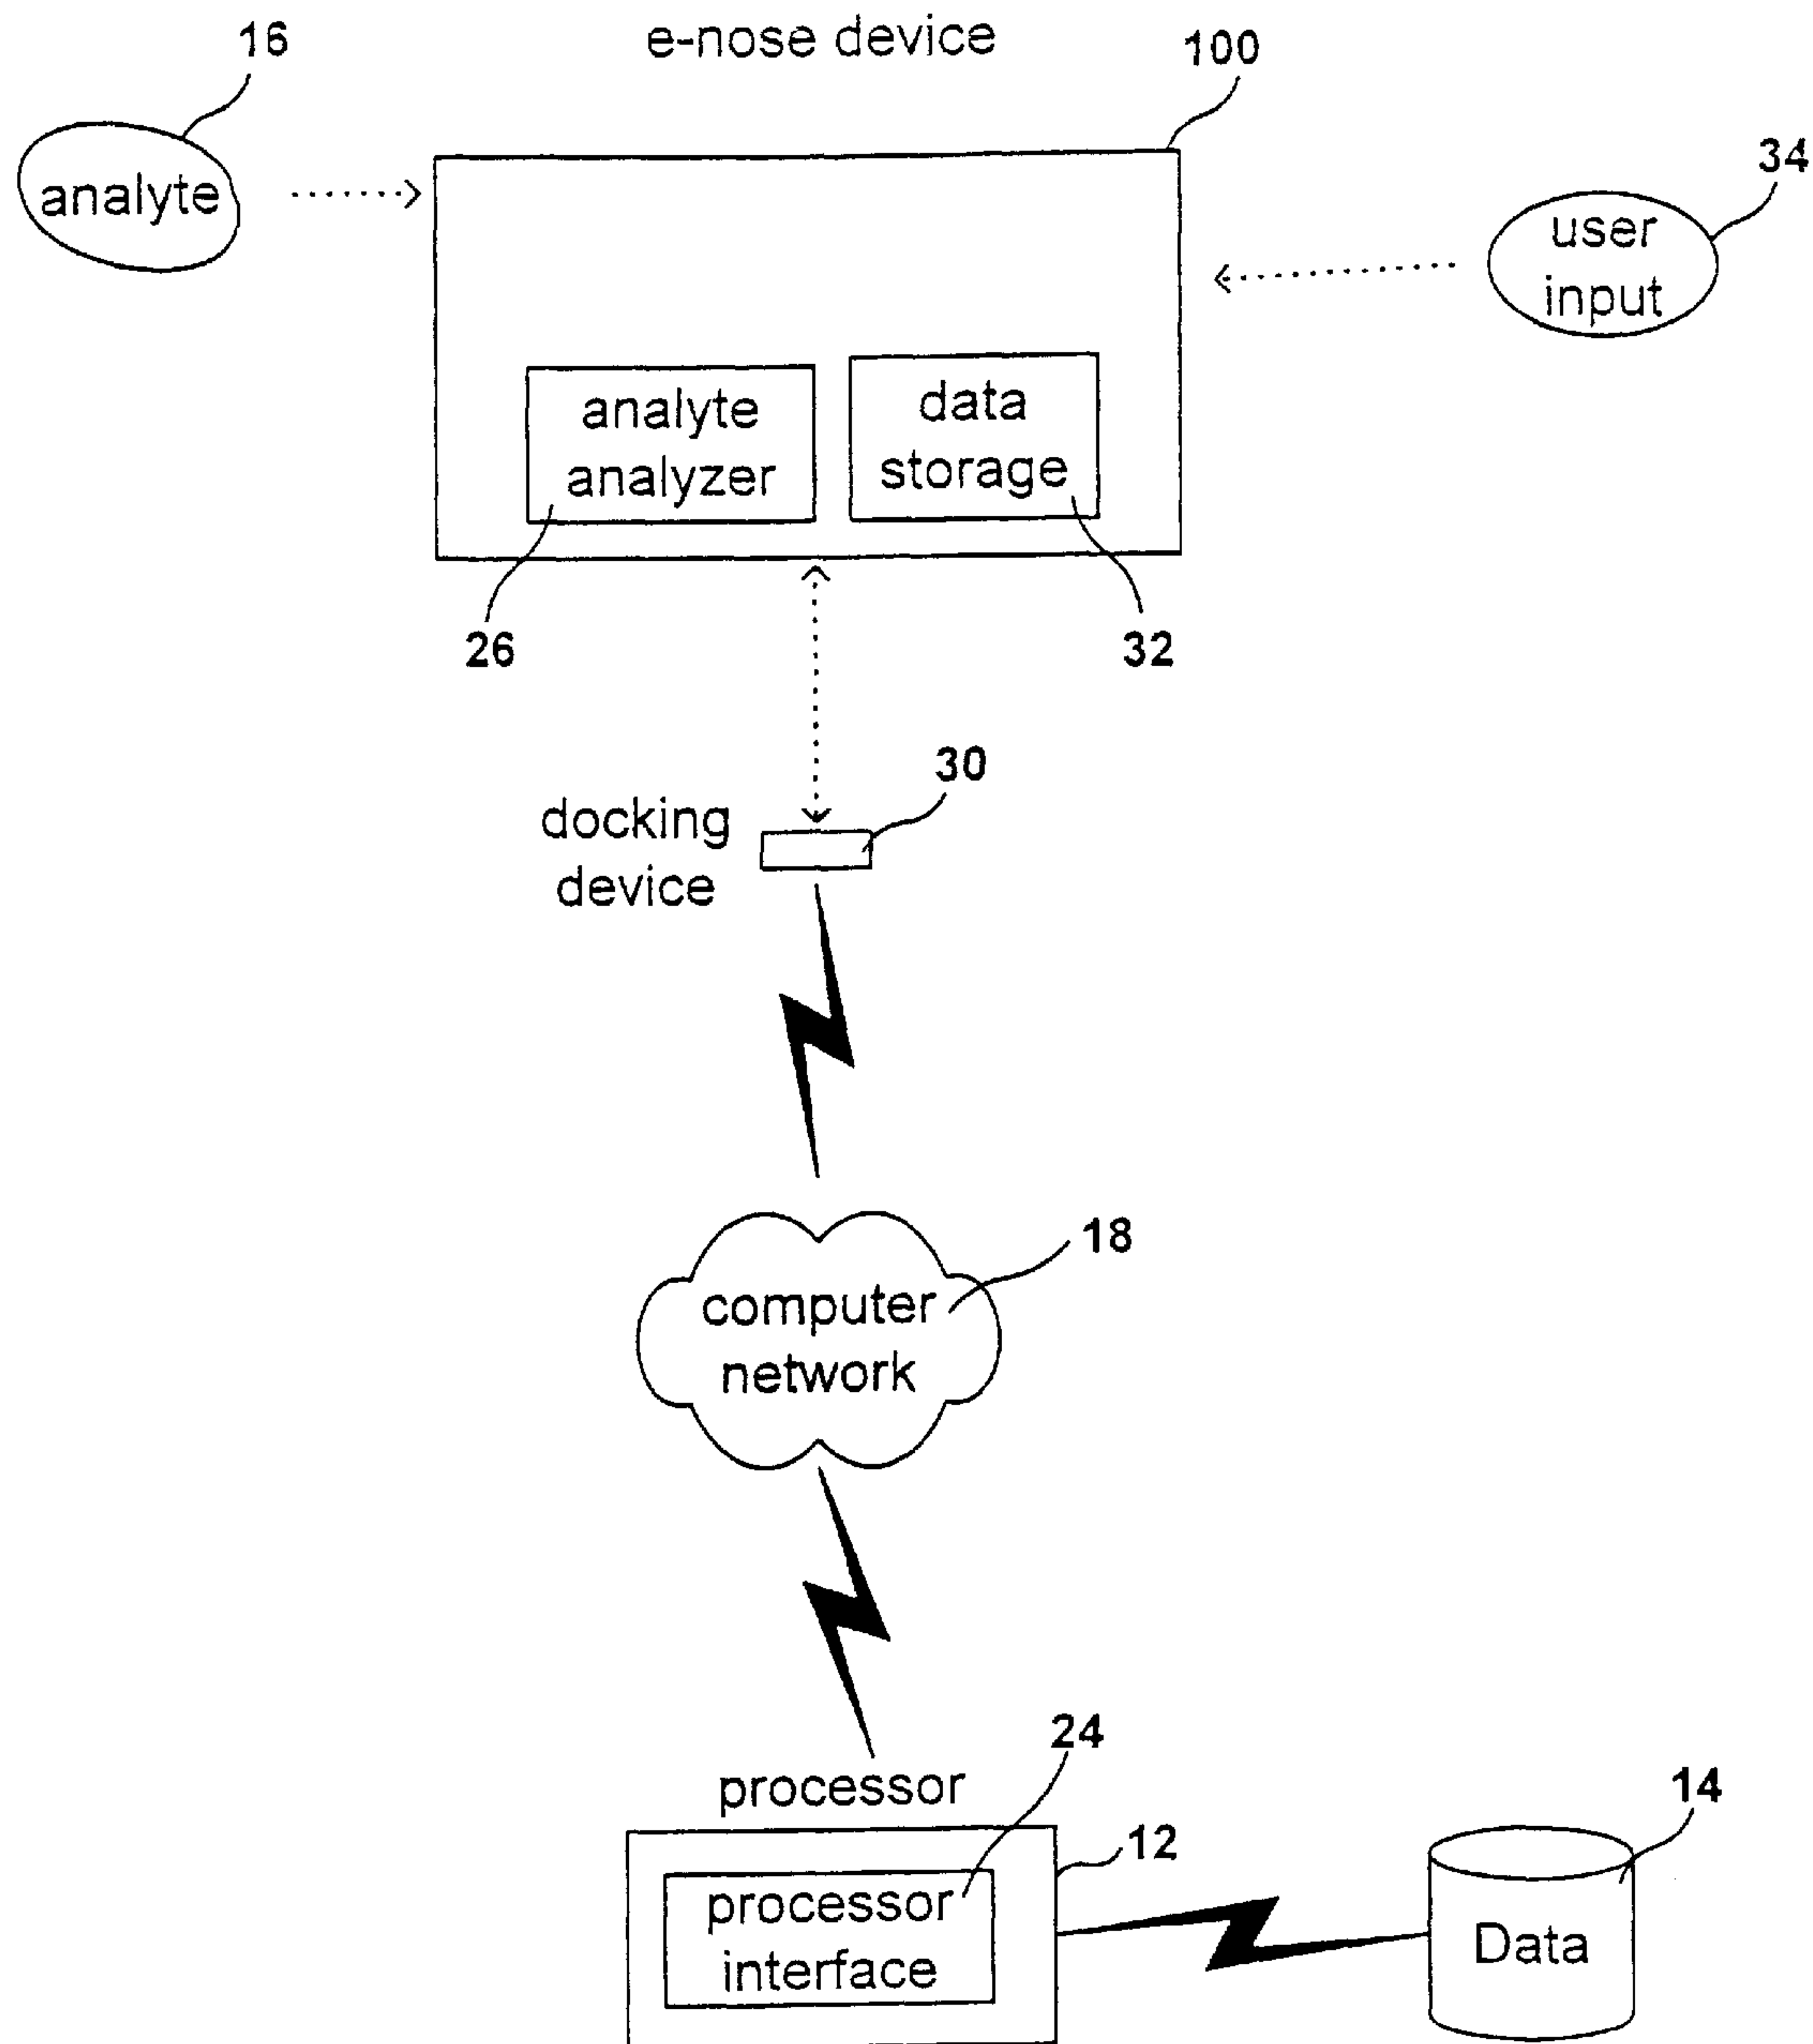 16
e-nose device
100
analyte
34
user
input
analyte
analyzer
data
storage
26
32
30
docking
device
18
computer
network
24
processor
14
12
processor
interface
Data